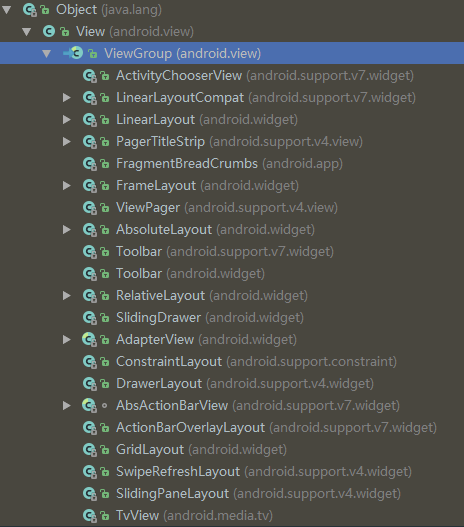 Object (java.lang)
View (android.view)
ViewGroup (android.view)
ActivityChooserView (android.support.v7.widget)
LinearLayoutCompat (android.support.v7.widget)
LinearLayout (android.widget)
PagerTitleStrip (android.support.v4.view)
FragmentBreadCrumbs (android.app)
FrameLayout (android.widget)
ViewPager (android.support.v4.view)
AbsoluteLayout (android.widget)
Toolbar (android.support.v7.widget)
Toolbar (android.widget)
RelativeLayout (android.widget)
SlidingDrawer (android.widget)
AdapterView (android.widget)
ConstraintLayout (android.support.constraint)
DrawerLayout (android.support.v4.widget)
AbsActionBarView (android.support.v7.widget)
ActionBarOverlayLayout (android.support.v7.widget)
GridLayout (android.widget)
SwipeRefreshLayout (android.support.v4.widget)
SlidingPaneLayout (android.support.v4.widget)
TvView (android.media.tv)